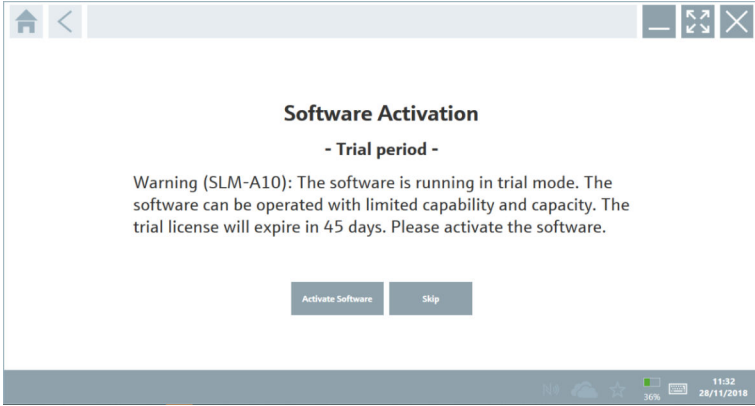 Software Activation
- Trial period -
Warning (SLM-A10): The software is running in trial mode. The
software can be operated with limited capability and capacity. The
trial license will expire in 45 days. Please activate the software.
Activate Software Skip
36%
11:32
28/11/2018